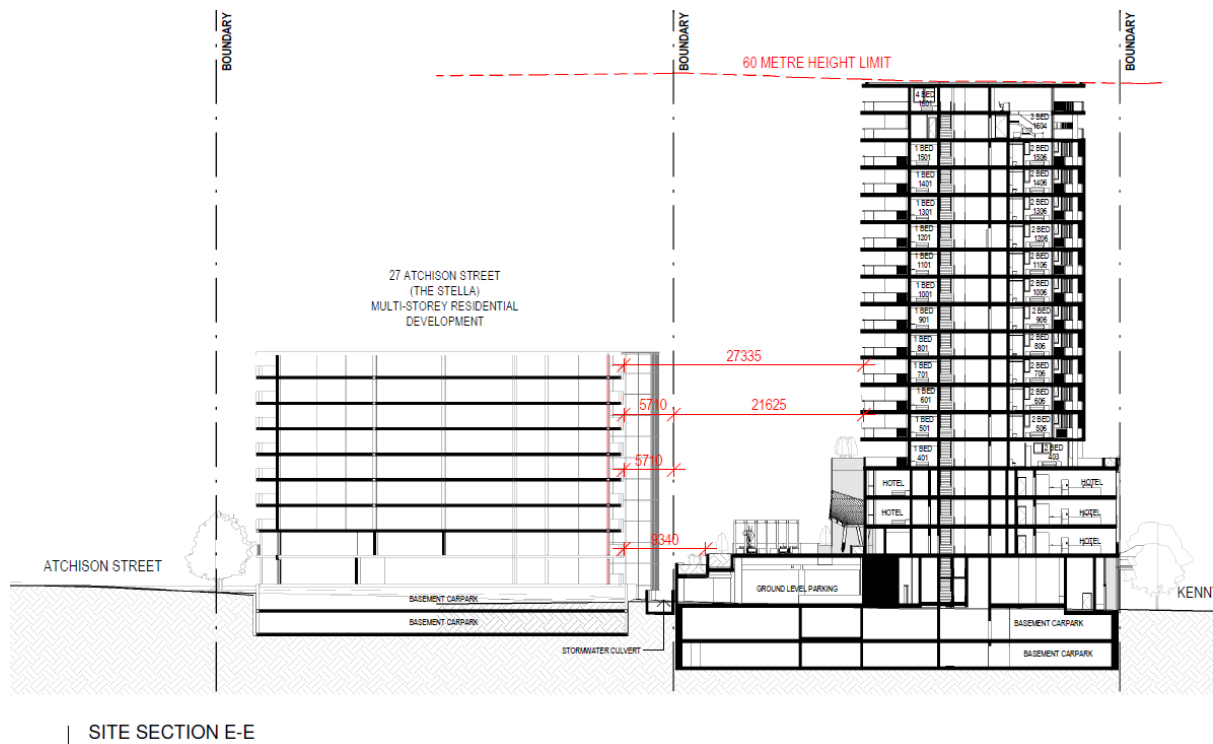 BOUNDARY
BOUNDARY
BOUNDARY
60 METRE HEIGHT LIMIT
4 BED
1601
3 BED
1604
1 BED
1501
2 BED
1506
1 BED
1401
2 BED
1406
1 BED
1301
2 BED
1306
1 BED
1201
2 BED
1206
1 BED
1101
2 BED
1106
1 BED
1001
2 BED
1006
1 BED
901
2 BED
906
1 BED
801
2 BED
806
1 BED
701
2 BED
706
1 BED
601
2 BED
606
1 BED
501
2 BED
506
1 BED
401
2 BED
403
27 ATCHISON STREET
(THE STELLA)
MULTI-STOREY RESIDENTIAL
DEVELOPMENT
27335
5710
21625
5710
9340
HOTEL
HOTEL
HOTEL
HOTEL
HOTEL
ATCHISON STREET
KENN
GROUND LEVEL PARKING
BASEMENT CARPARK
BASEMENT CARPARK
BASEMENT CARPARK
BASEMENT CARPARK
STORMWATER CULVERT
SITE SECTION E-E